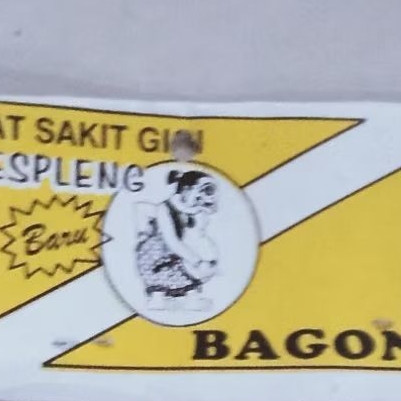 AT SAKIT GIGI
ESPLENG
Baru
BAGON